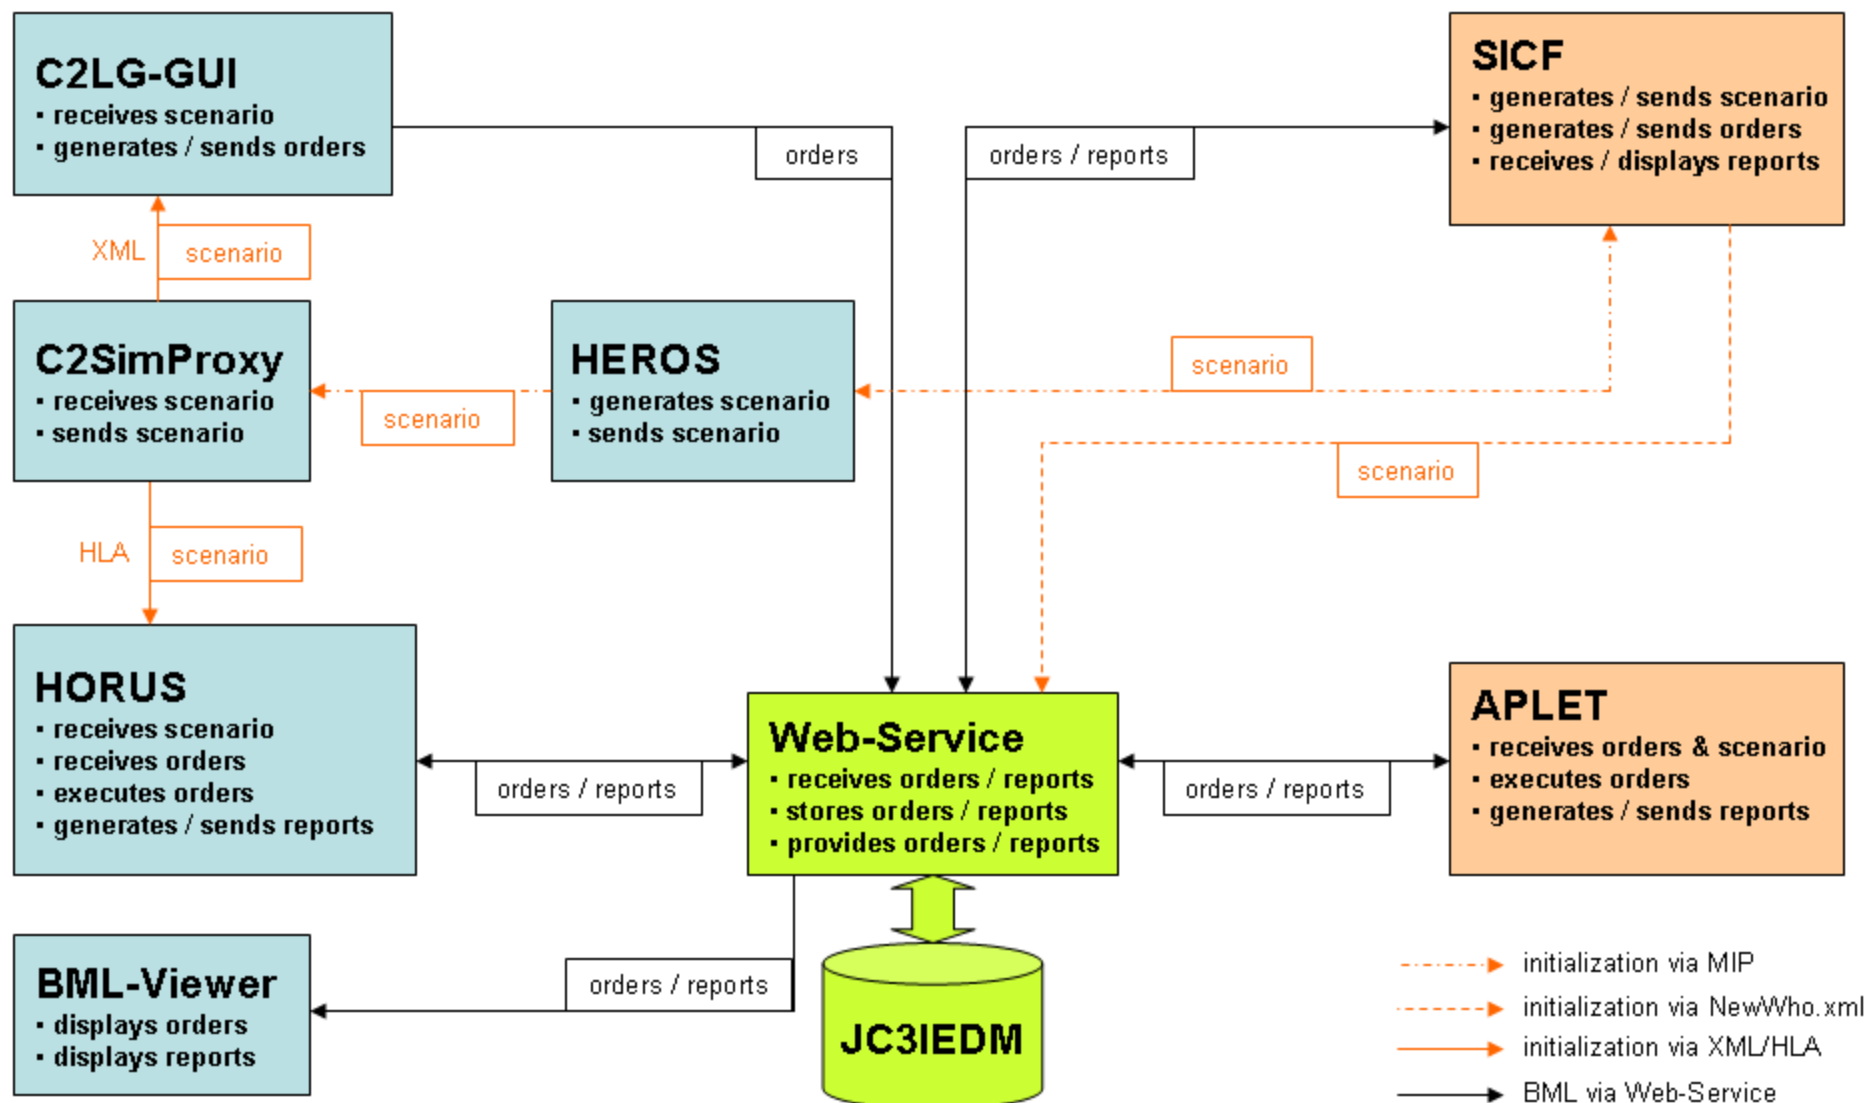 C2LG-GUI
▪ receives scenario
▪ generates / sends orders
orders
orders / reports
SICF
▪ generates / sends scenario
▪ generates / sends orders
▪ receives / displays reports
XML
scenario
C2SimProxy
▪ receives scenario
▪ sends scenario
scenario
HEROS
▪ generates scenario
▪ sends scenario
scenario
scenario
HLA
scenario
HORUS
▪ receives scenario
▪ receives orders
▪ executes orders
▪ generates / sends reports
orders / reports
Web-Service
▪ receives orders / reports
▪ stores orders / reports
▪ provides orders / reports
orders / reports
APLET
▪ receives orders & scenario
▪ executes orders
▪ generates / sends reports
BML-Viewer
▪ displays orders
▪ displays reports
orders / reports
JC3IEDM
initialization via MIP
initialization via NewWho.xml
initialization via XML/HLA
BML via Web-Service